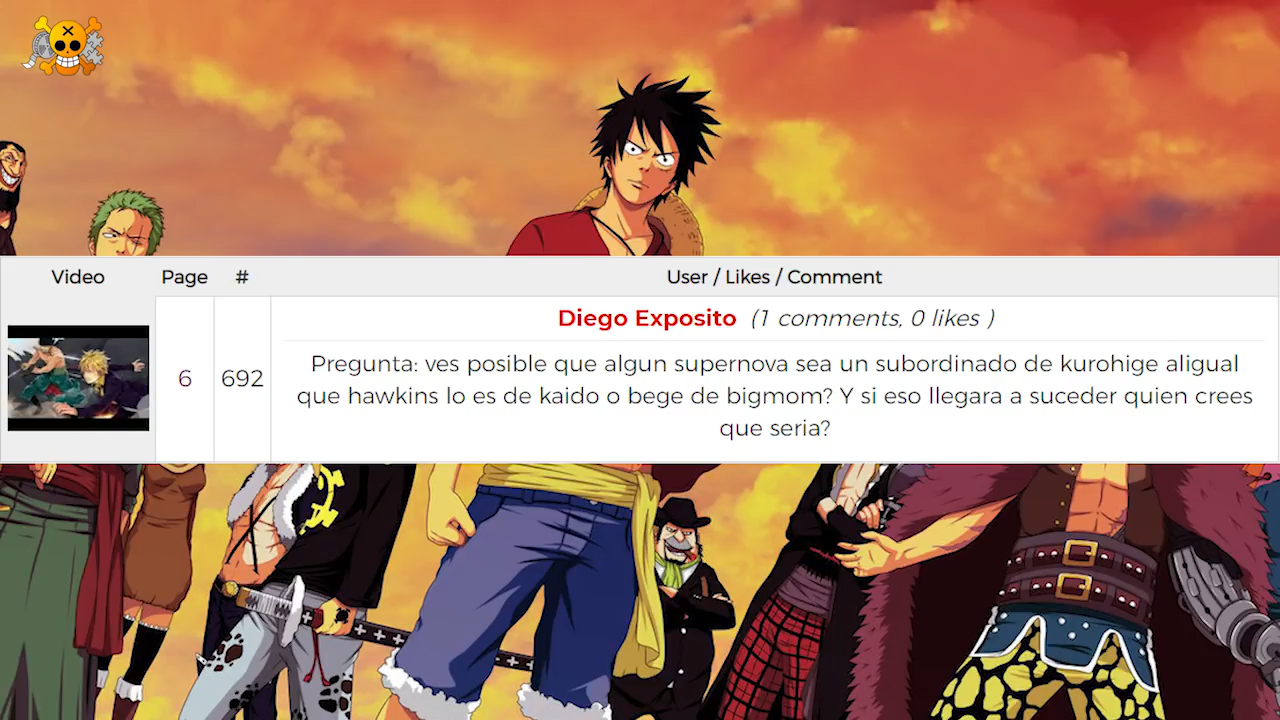 Video Page # User / Likes / Comment
Diego Exposito (1 comments, 0 likes )
6 692
Pregunta: ves posible que algun supernova sea un subordinado de kurohige aligual
que hawkins lo es de kaido o bege de bigmom? Y si eso llegara a suceder quien crees
que seria?